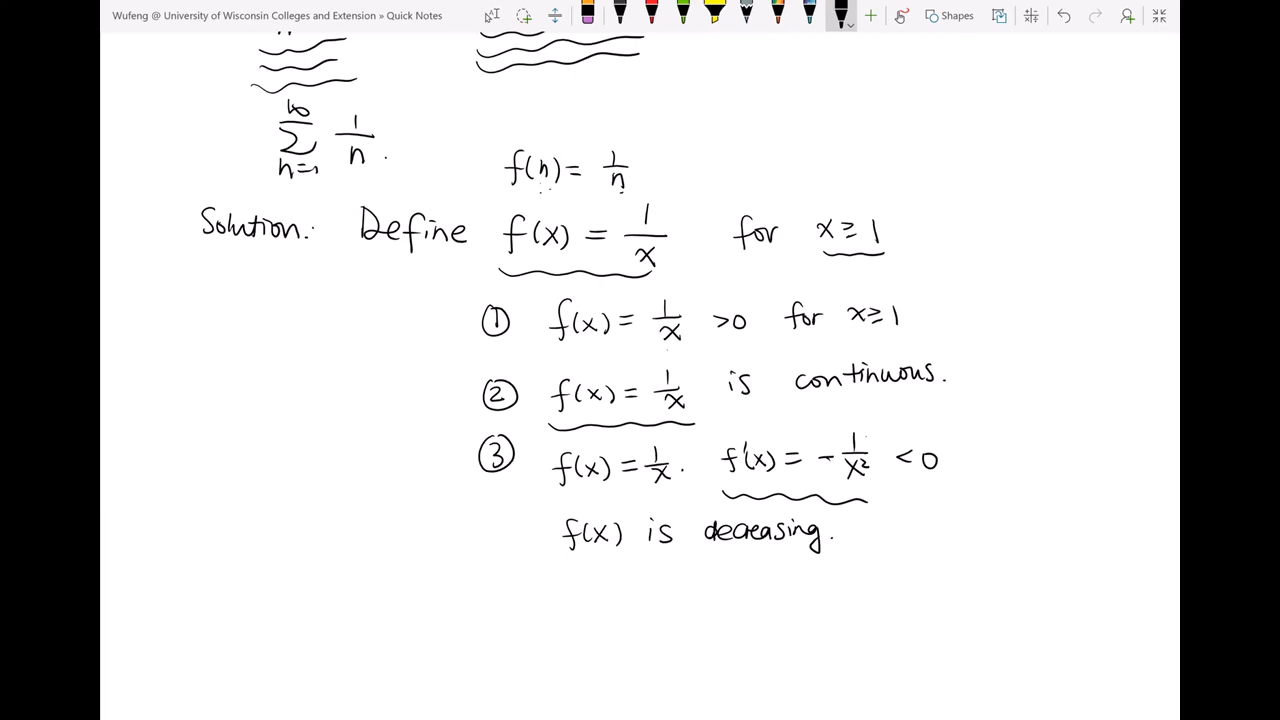 Wufeng @ University of Wisconsin Colleges and Extension » Quick Notes
Shapes
∞
∑ 1/n .
n=1
f(n) = 1/n
Solution: Define f(x) = 1/x for x ≥ 1
① f(x) = 1/x >0 for x≥1
② f(x) = 1/x is continuous.
③ f(x) = 1/x. f'(x) = - 1/x² < 0
f(x) is decreasing.